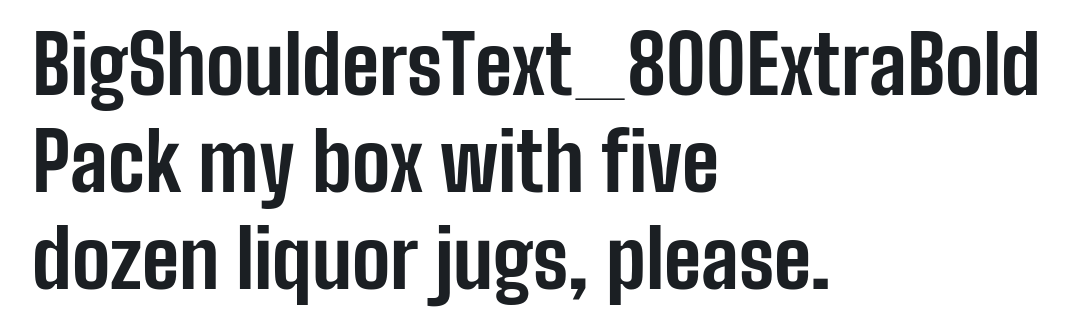 BigShouldersText_800ExtraBold
Pack my box with five
dozen liquor jugs, please.